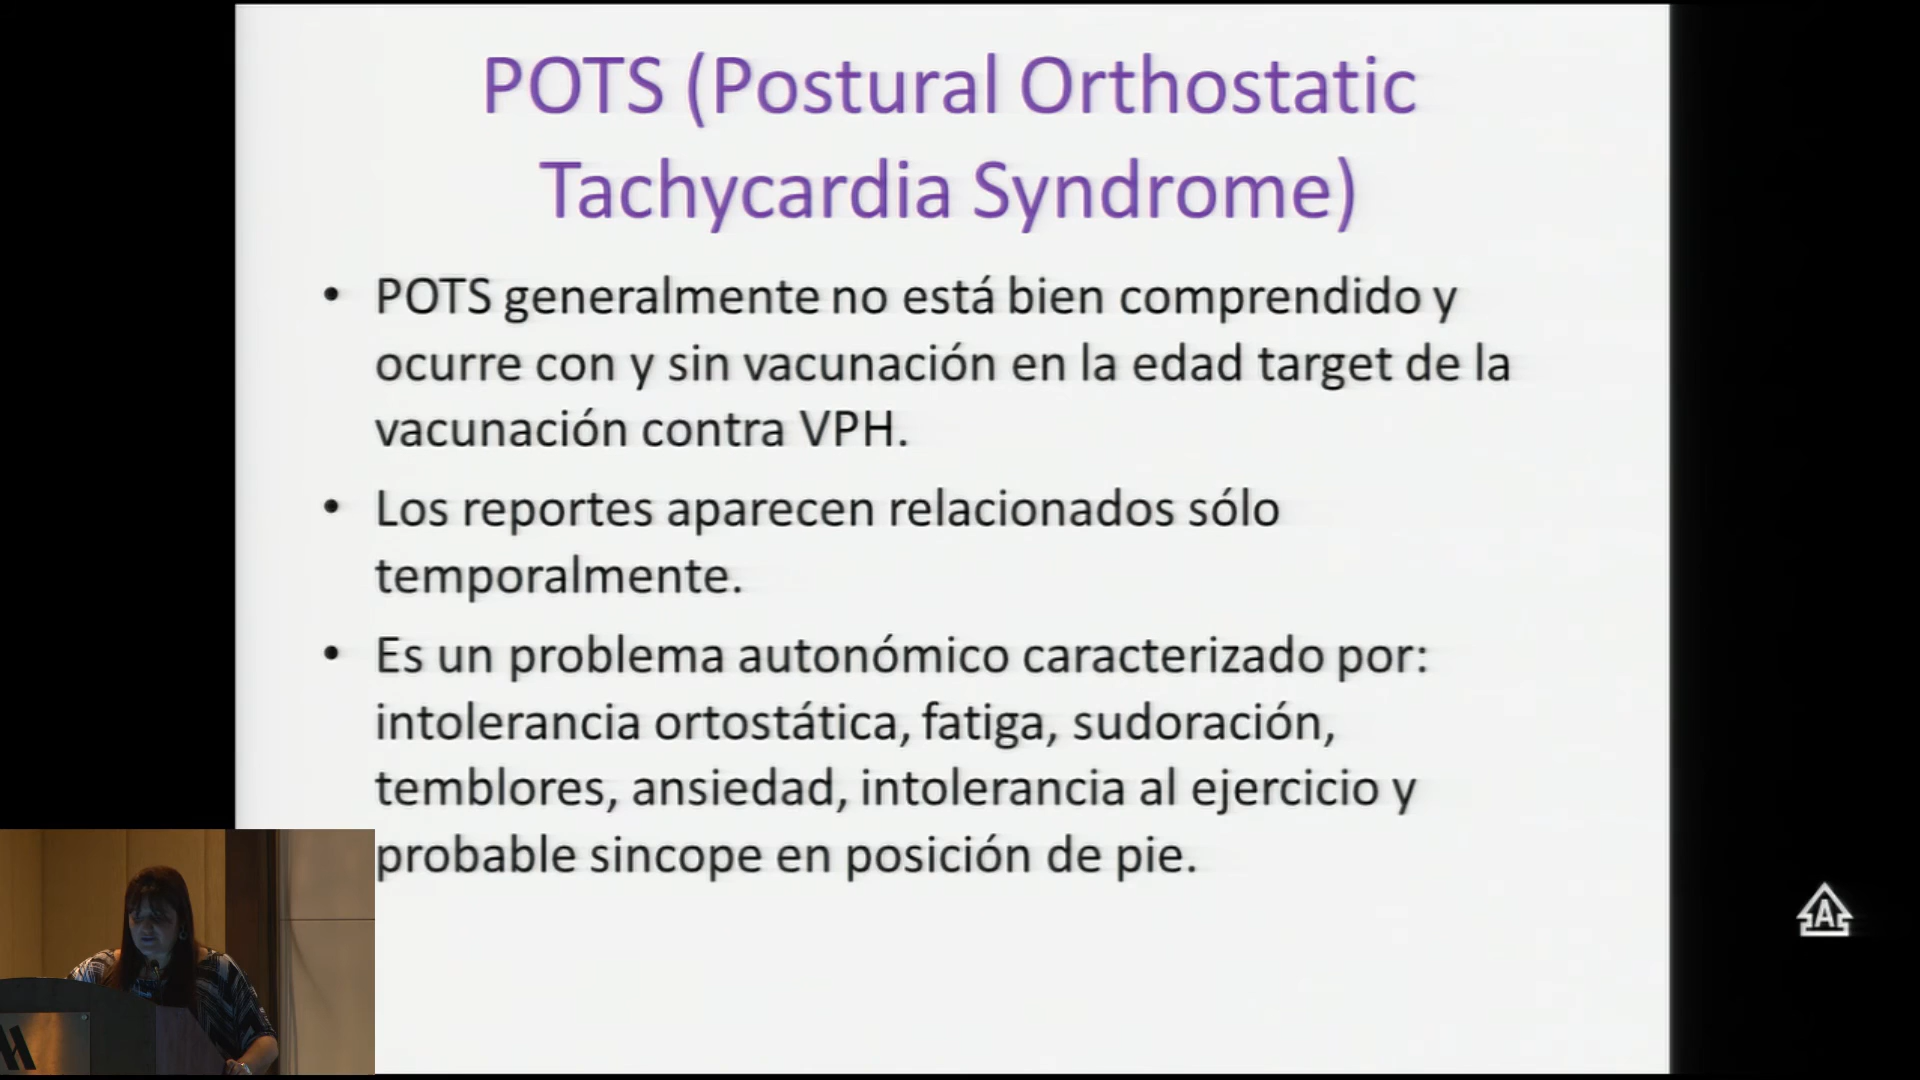 POTS (Postural Orthostatic
Tachycardia Syndrome)
• POTS generalmente no está bien comprendido y
ocurre con y sin vacunación en la edad target de la
vacunación contra VPH.
• Los reportes aparecen relacionados sólo
temporalmente.
• Es un problema autonómico caracterizado por:
intolerancia ortostática, fatiga, sudoración,
temblores, ansiedad, intolerancia al ejercicio y
probable sincope en posición de pie.
A